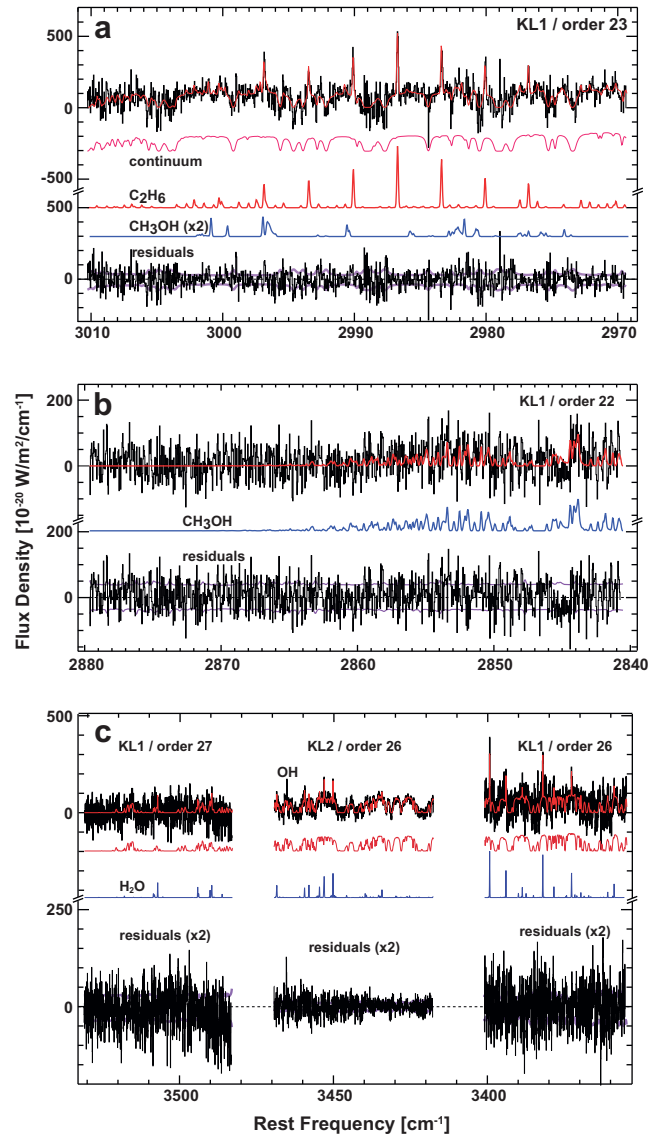 a
KL1 / order 23
500
0
continuum
-500
C2H6
500
CH3OH (x2)
residuals
0
3010
3000
2990
2980
2970
b
KL1 / order 22
200
0
CH3OH
200
residuals
0
2880
2870
2860
2850
2840
Flux Density [10-20 W/m2/cm-1]
c
500
KL1 / order 27
KL2 / order 26
KL1 / order 26
OH
0
H2O
250
residuals (x2)
residuals (x2)
residuals (x2)
0
3500
3450
3400
Rest Frequency [cm-1]